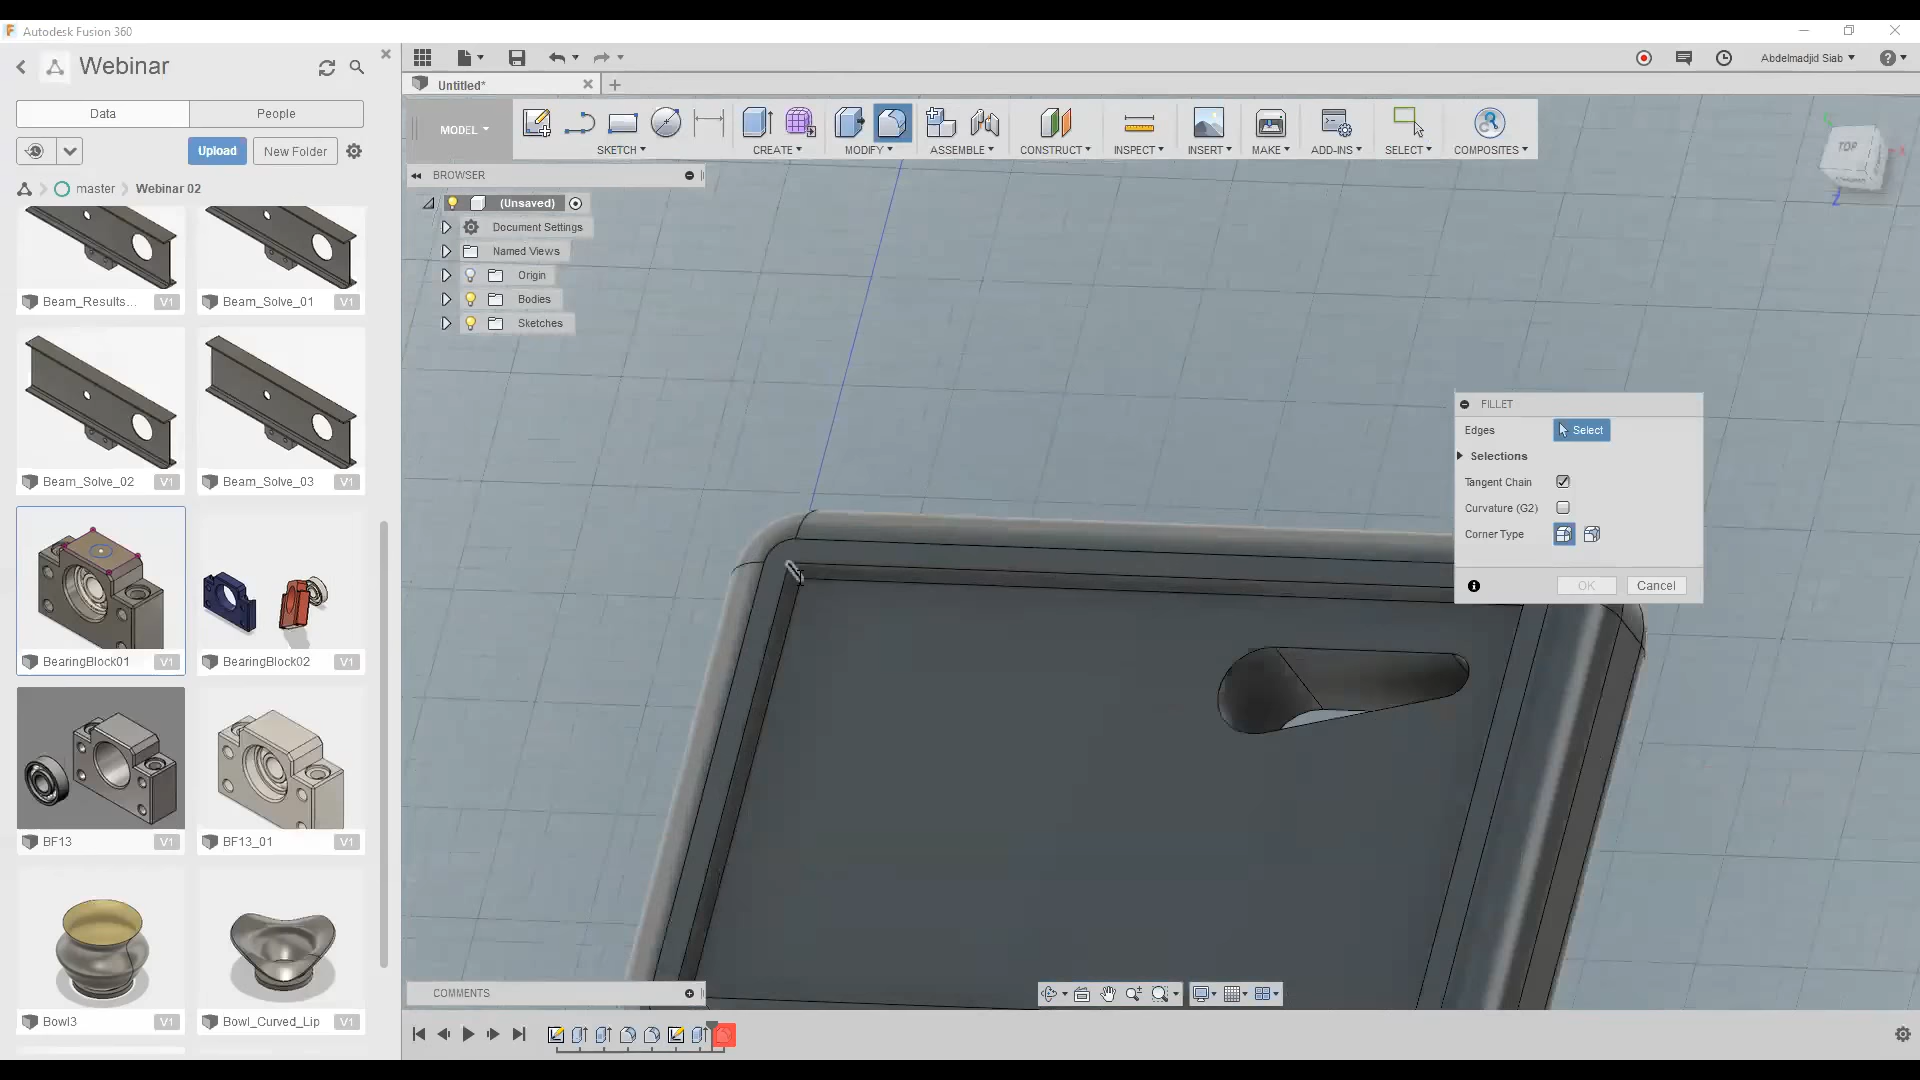 Autodesk Fusion 360
Webinar
Data
People
Upload
New Folder
master
Webinar 02
Beam_Results...
V1
Beam_Solve_01
V1
Beam_Solve_02
V1
Beam_Solve_03
V1
BearingBlock01
V1
BearingBlock02
V1
BF13
V1
BF13_01
V1
Bowl3
V1
Bowl_Curved_Lip
V1
Untitled*
Abdelmadjid Siab
MODEL
SKETCH
CREATE
MODIFY
ASSEMBLE
CONSTRUCT
INSPECT
INSERT
MAKE
ADD-INS
SELECT
COMPOSITES
BROWSER
(Unsaved)
Document Settings
Named Views
Origin
Bodies
Sketches
TOP
X
Z
FILLET
Edges
Select
Selections
Tangent Chain
Curvature (G2)
Corner Type
OK
Cancel
COMMENTS